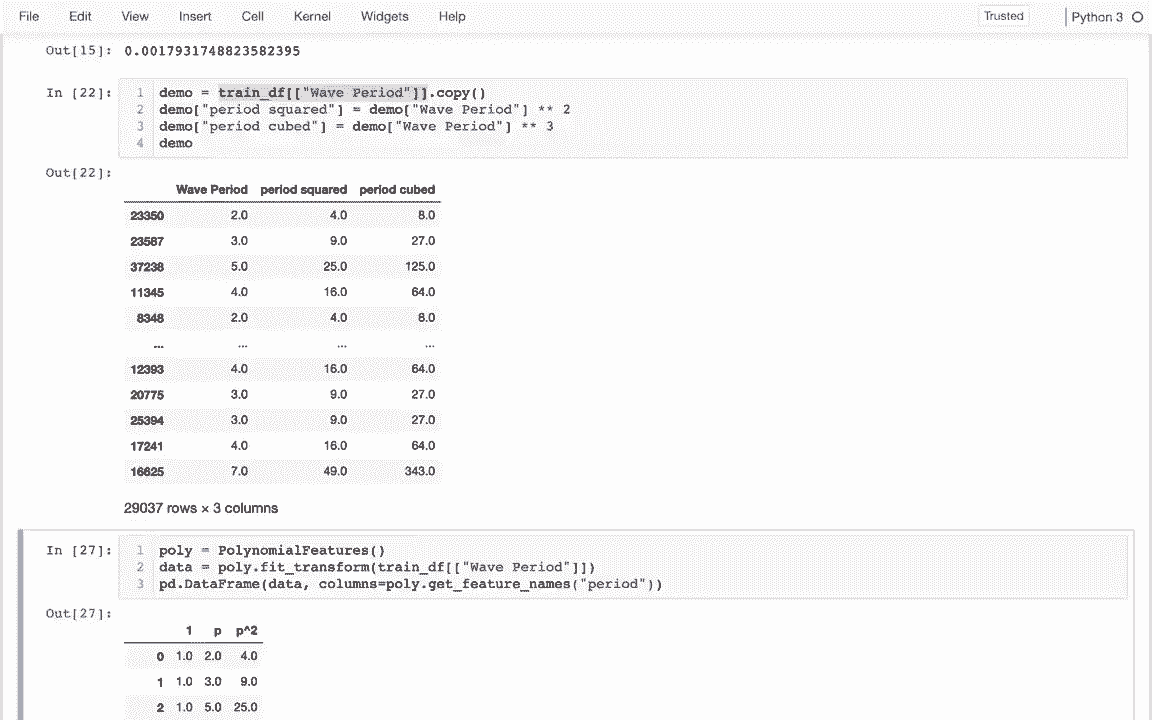 File Edit View Insert Cell Kernel Widgets Help Trusted Python 3
Out[15]: 0.0017931748823582395
In [22]: 1 demo = train_df[["Wave Period"]].copy()
2 demo["period squared"] = demo["Wave Period"] ** 2
3 demo["period cubed"] = demo["Wave Period"] ** 3
4 demo
Out[22]:
Wave Period period squared period cubed
23350 2.0 4.0 8.0
23587 3.0 9.0 27.0
37238 5.0 25.0 125.0
11345 4.0 16.0 64.0
8348 2.0 4.0 8.0
... ... ... ...
12393 4.0 16.0 64.0
20775 3.0 9.0 27.0
25394 3.0 9.0 27.0
17241 4.0 16.0 64.0
16625 7.0 49.0 343.0
29037 rows × 3 columns
In [27]: 1 poly = PolynomialFeatures()
2 data = poly.fit_transform(train_df[["Wave Period"]])
3 pd.DataFrame(data, columns=poly.get_feature_names("period"))
Out[27]:
1 p p^2
0 1.0 2.0 4.0
1 1.0 3.0 9.0
2 1.0 5.0 25.0